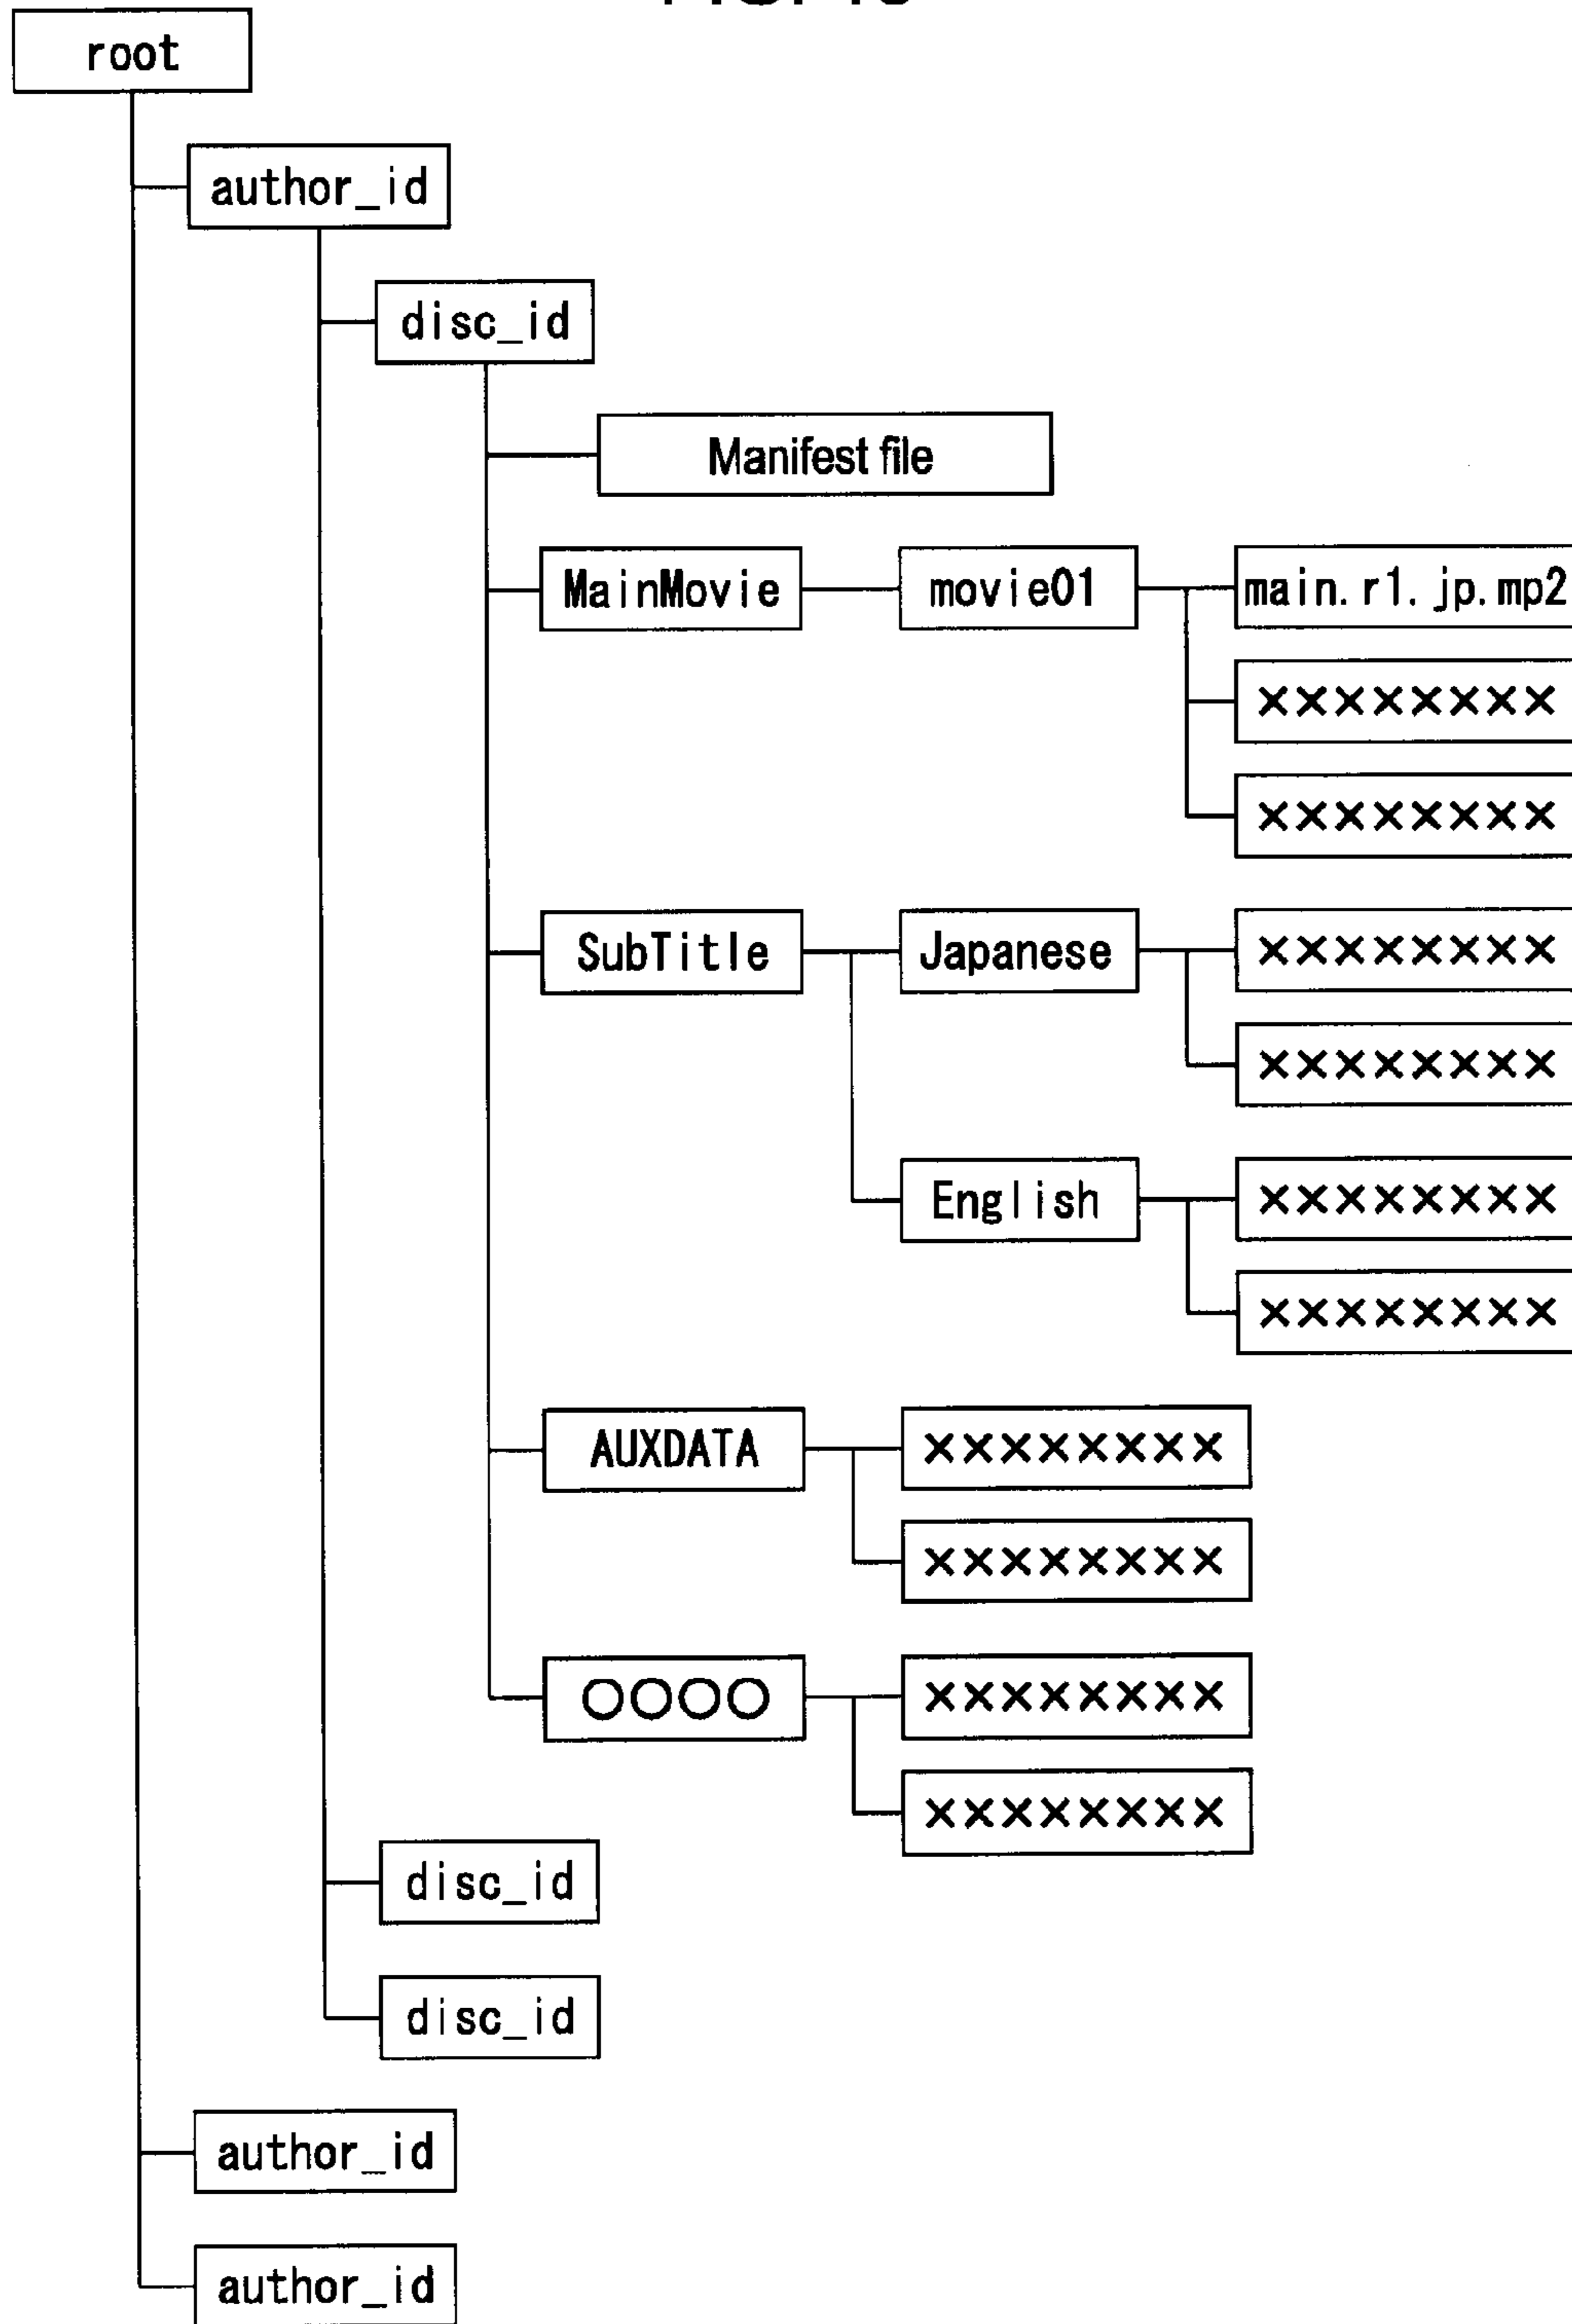 root
author_id
disc_id
Manifest file
MainMovie movie01 main.r1.jp.mp2
××××××××
××××××××
SubTitle Japanese ××××××××
××××××××
English ××××××××
××××××××
AUXDATA ××××××××
××××××××
○○○○ ××××××××
××××××××
disc_id
disc_id
author_id
author_id